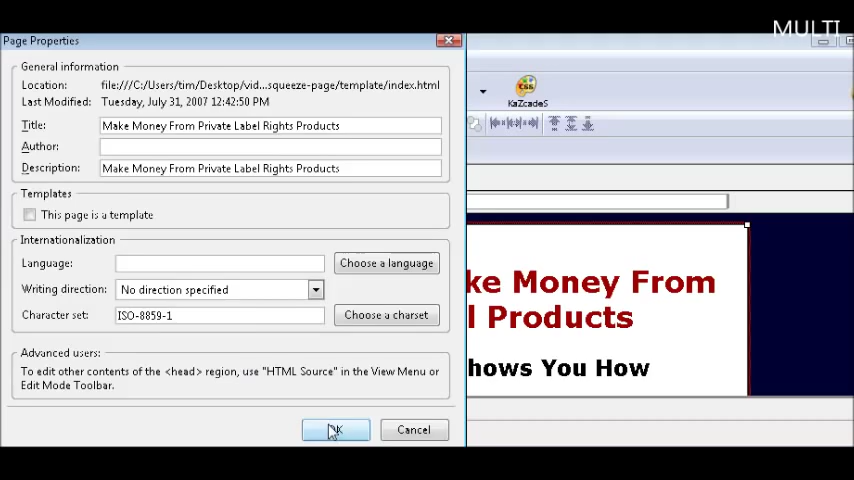 MULTI
Page Properties
General information
Location: file:///C:/Users/tim/Desktop/vid...squeeze-page/template/index.html
Last Modified: Tuesday, July 31, 2007 12:42:50 PM
Title: Make Money From Private Label Rights Products
Author:
Description: Make Money From Private Label Rights Products
Templates
This page is a template
Internationalization
Language: Choose a language
Writing direction: No direction specified
Character set: ISO-8859-1 Choose a charset
Advanced users:
To edit other contents of the <head> region, use "HTML Source" in the View Menu or
Edit Mode Toolbar.
OK Cancel
css
KaZcadeS
ke Money From
l Products
hows You How